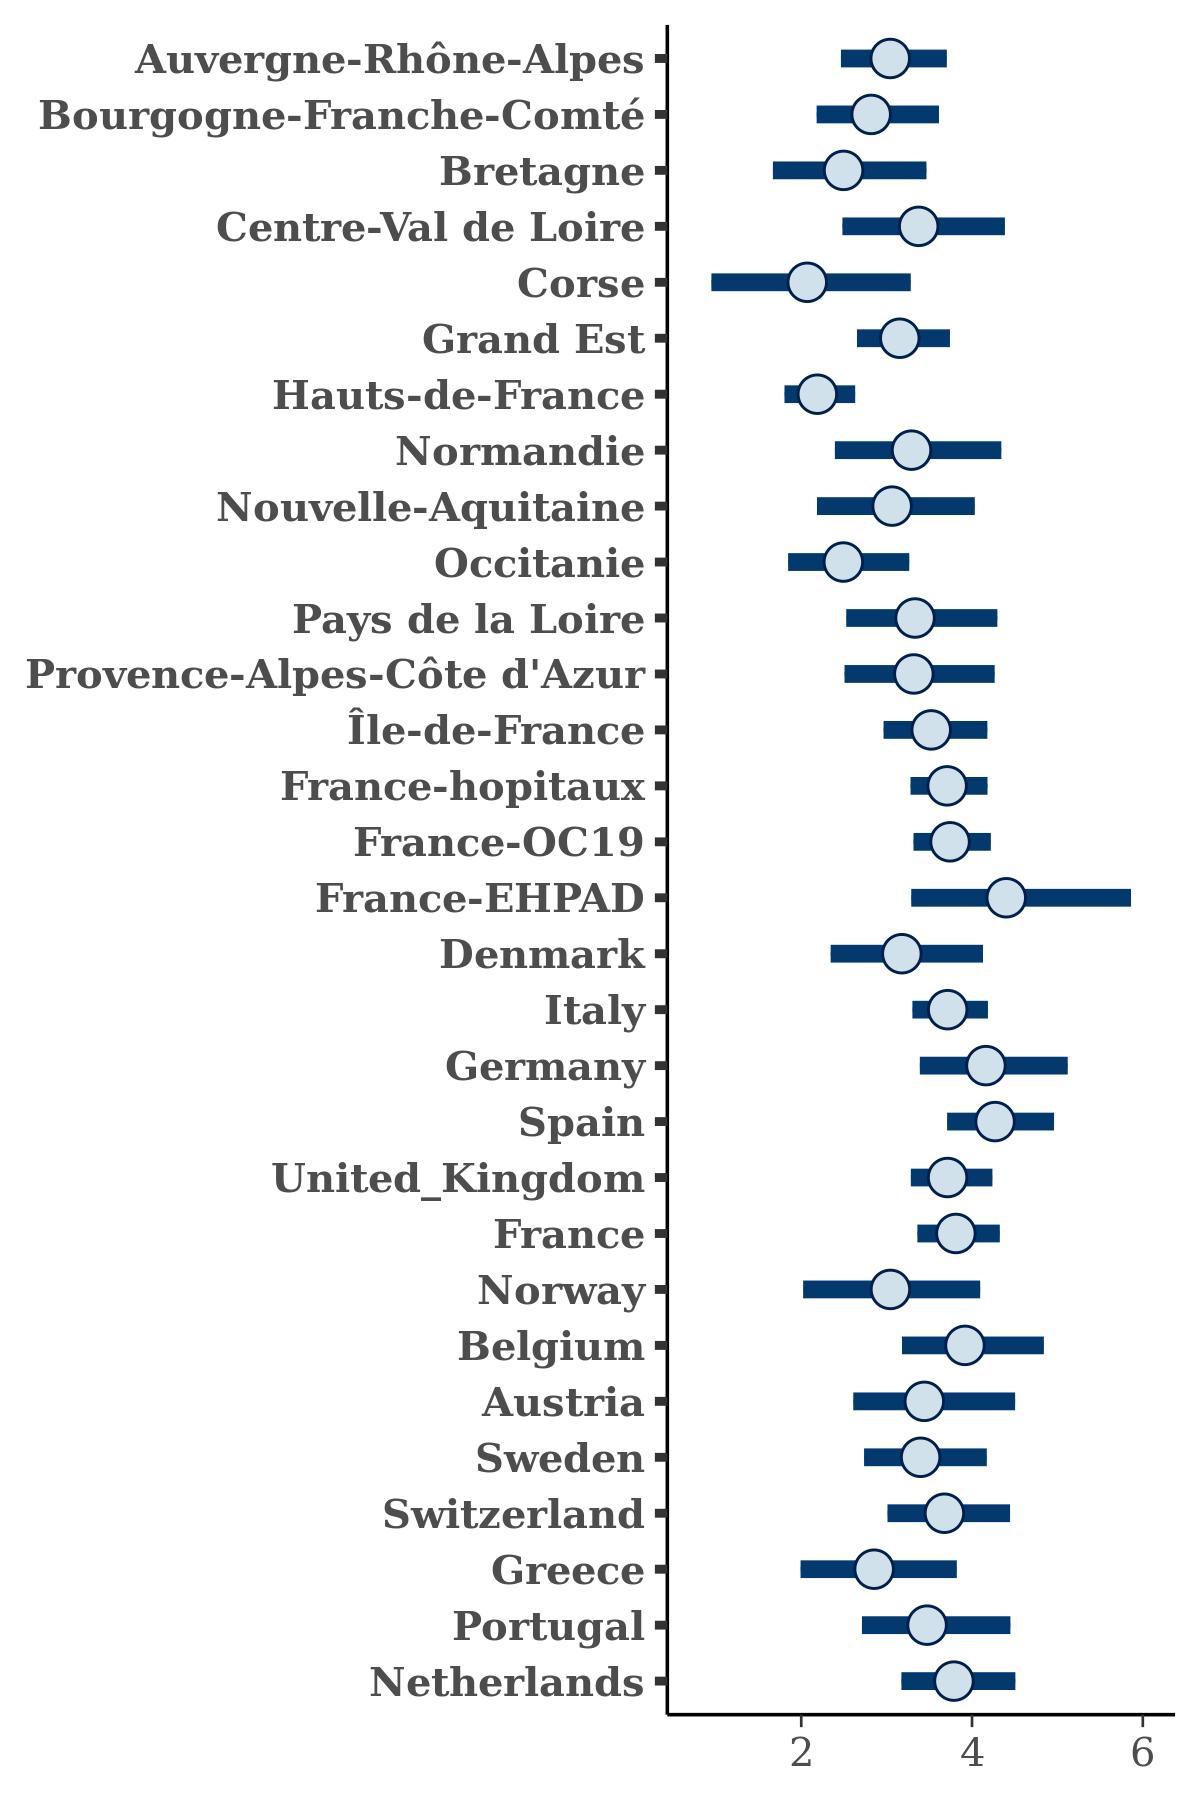 Auvergne-Rhône-Alpes
Bourgogne-Franche-Comté
Bretagne
Centre-Val de Loire
Corse
Grand Est
Hauts-de-France
Normandie
Nouvelle-Aquitaine
Occitanie
Pays de la Loire
Provence-Alpes-Côte d'Azur
Île-de-France
France-hopitaux
France-OC19
France-EHPAD
Denmark
Italy
Germany
Spain
United_Kingdom
France
Norway
Belgium
Austria
Sweden
Switzerland
Greece
Portugal
Netherlands
2 4 6